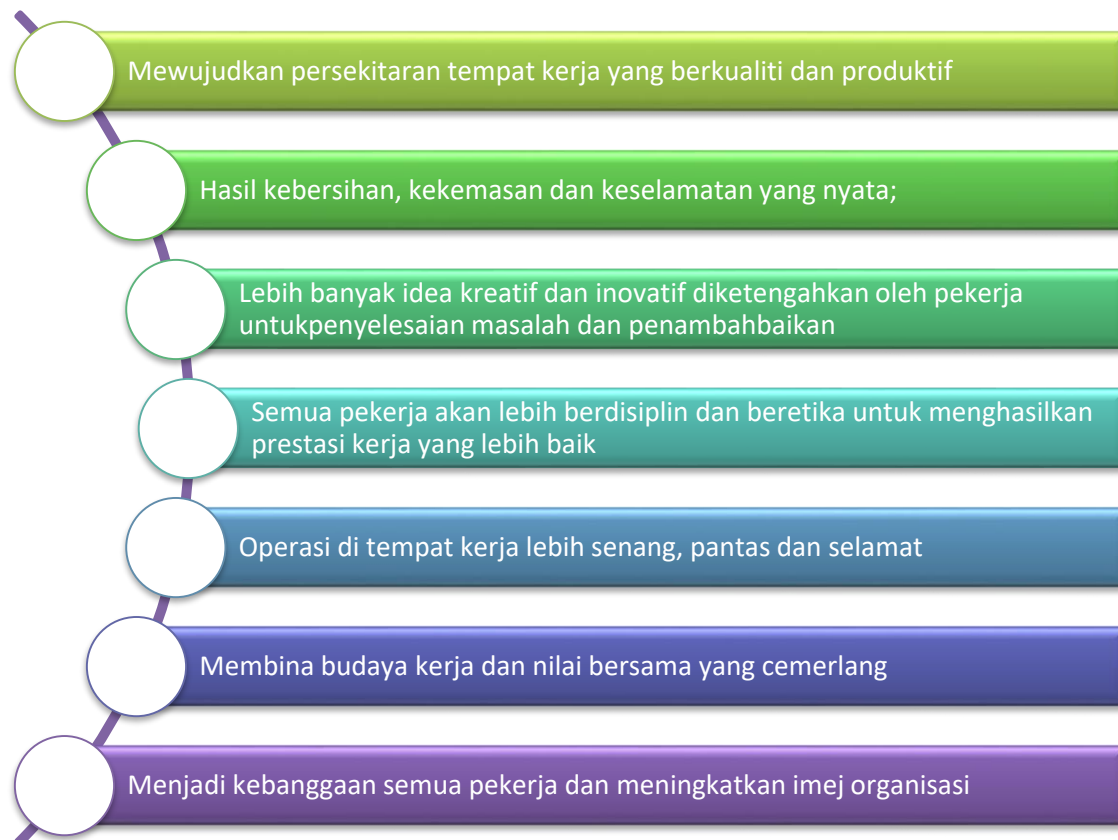 Mewujudkan persekitaran tempat kerja yang berkualiti dan produktif
Hasil kebersihan, kekemasan dan keselamatan yang nyata;
Lebih banyak idea kreatif dan inovatif diketengahkan oleh pekerja
untukpenyelesaian masalah dan penambahbaikan
Semua pekerja akan lebih berdisiplin dan beretika untuk menghasilkan
prestasi kerja yang lebih baik
Operasi di tempat kerja lebih senang, pantas dan selamat
Membina budaya kerja dan nilai bersama yang cemerlang
Menjadi kebanggaan semua pekerja dan meningkatkan imej organisasi